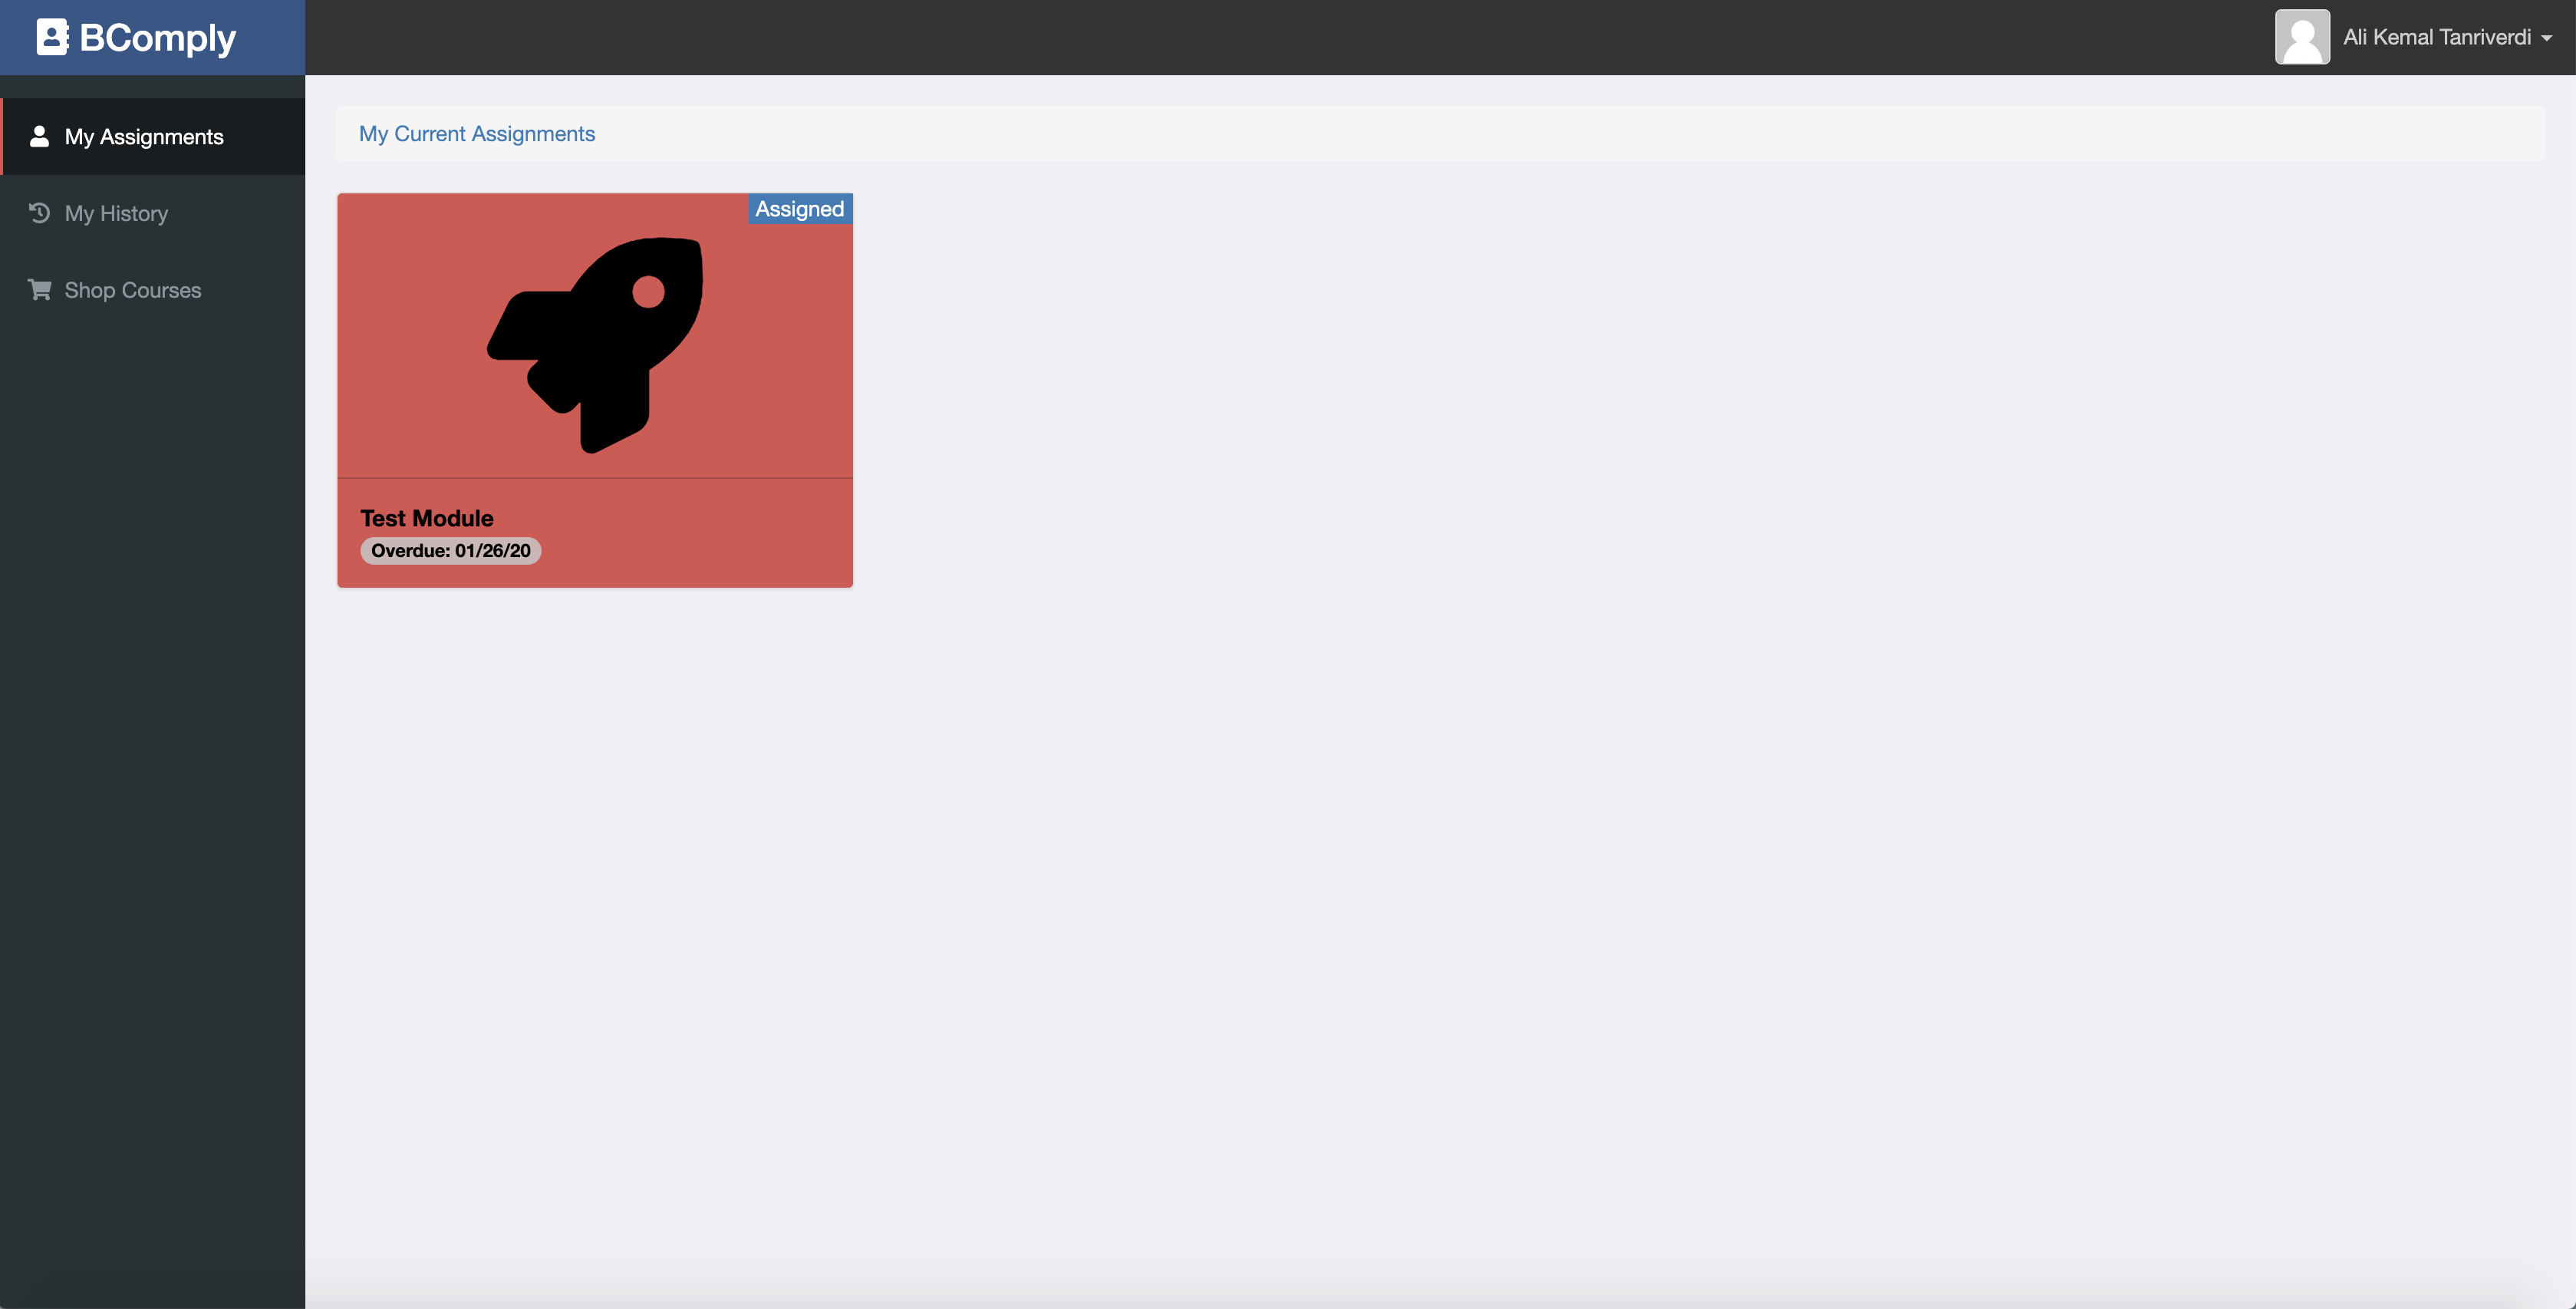 BComply
Ali Kemal Tanriverdi
My Assignments
My History
Shop Courses
My Current Assignments
Assigned
Test Module
Overdue: 01/26/20